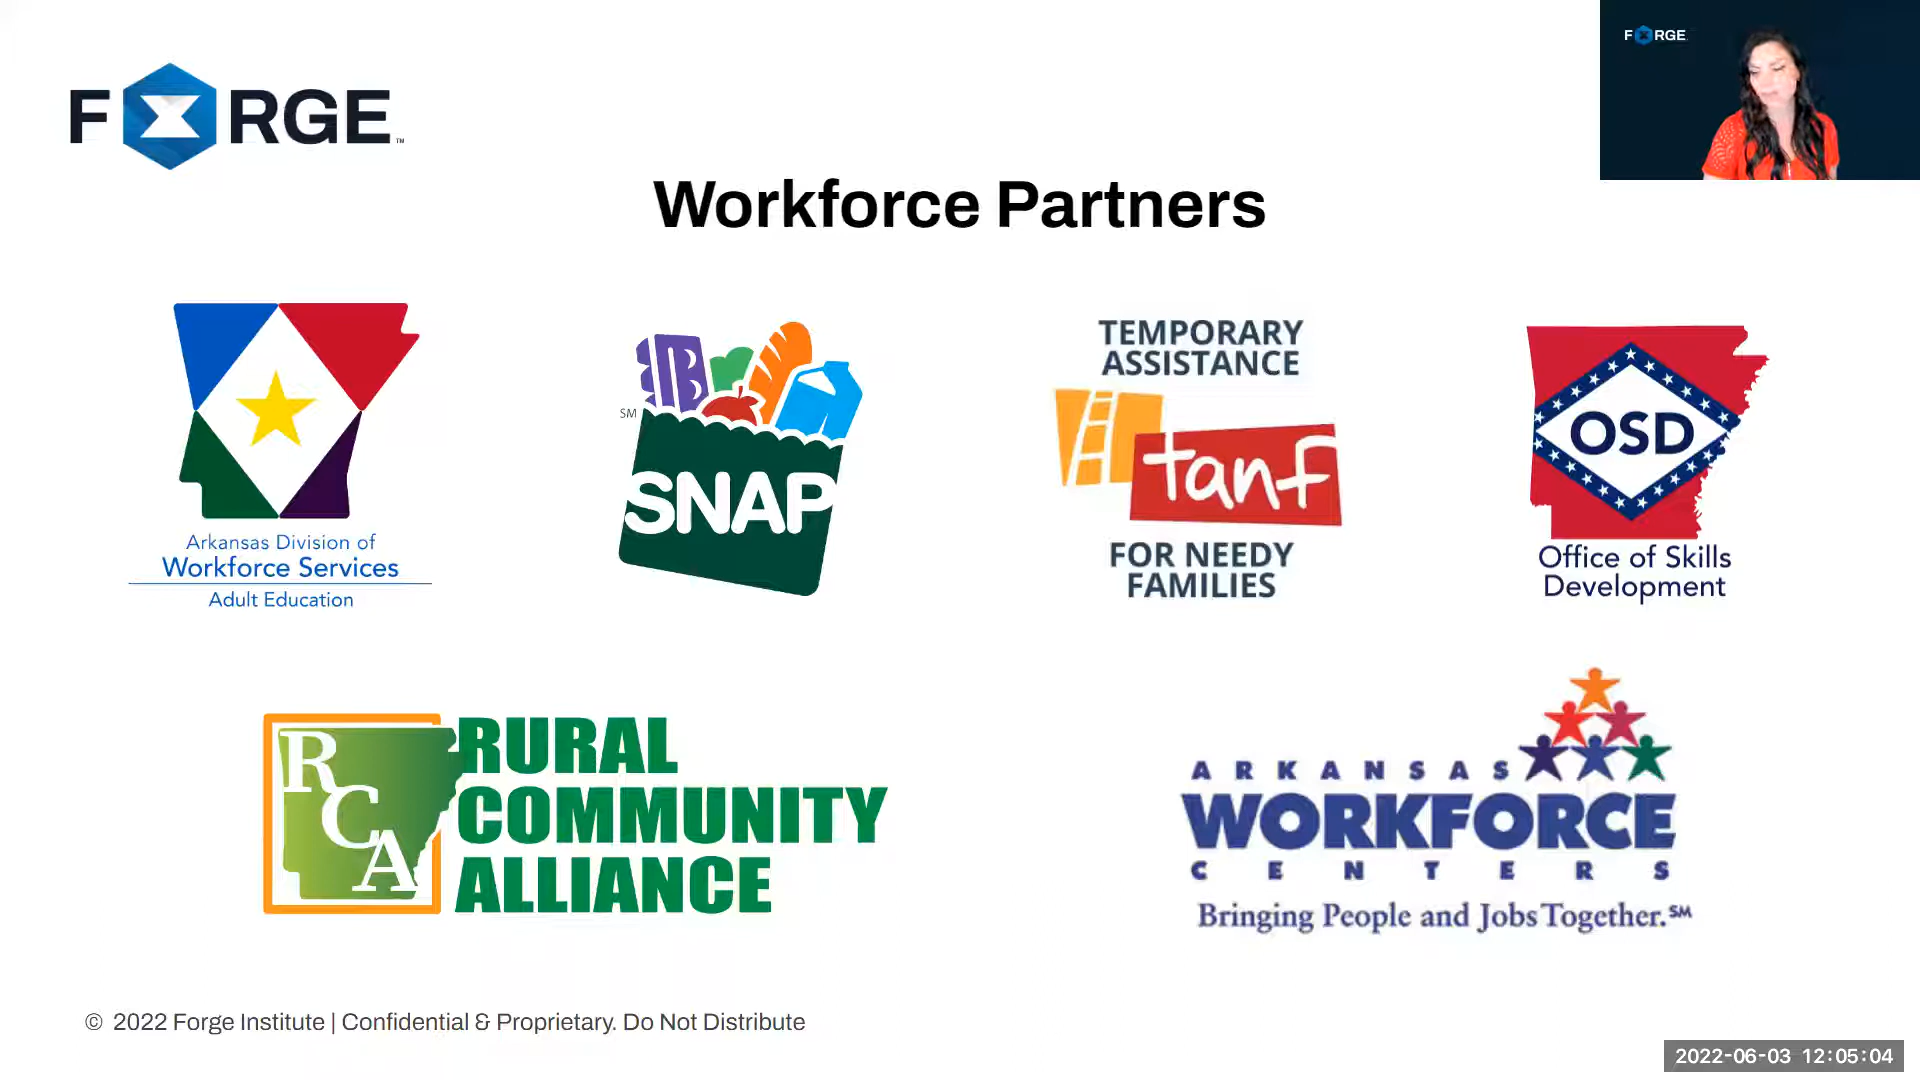 FORGE™
FORGE
Workforce Partners
Arkansas Division of
Workforce Services
Adult Education
SM
SNAP
TEMPORARY
ASSISTANCE
tanf
FOR NEEDY
FAMILIES
OSD
Office of Skills
Development
RCA
RURAL
COMMUNITY
ALLIANCE
ARKANSAS
WORKFORCE
CENTERS
Bringing People and Jobs Together.℠
© 2022 Forge Institute | Confidential & Proprietary. Do Not Distribute
2022-06-03 12:05:04